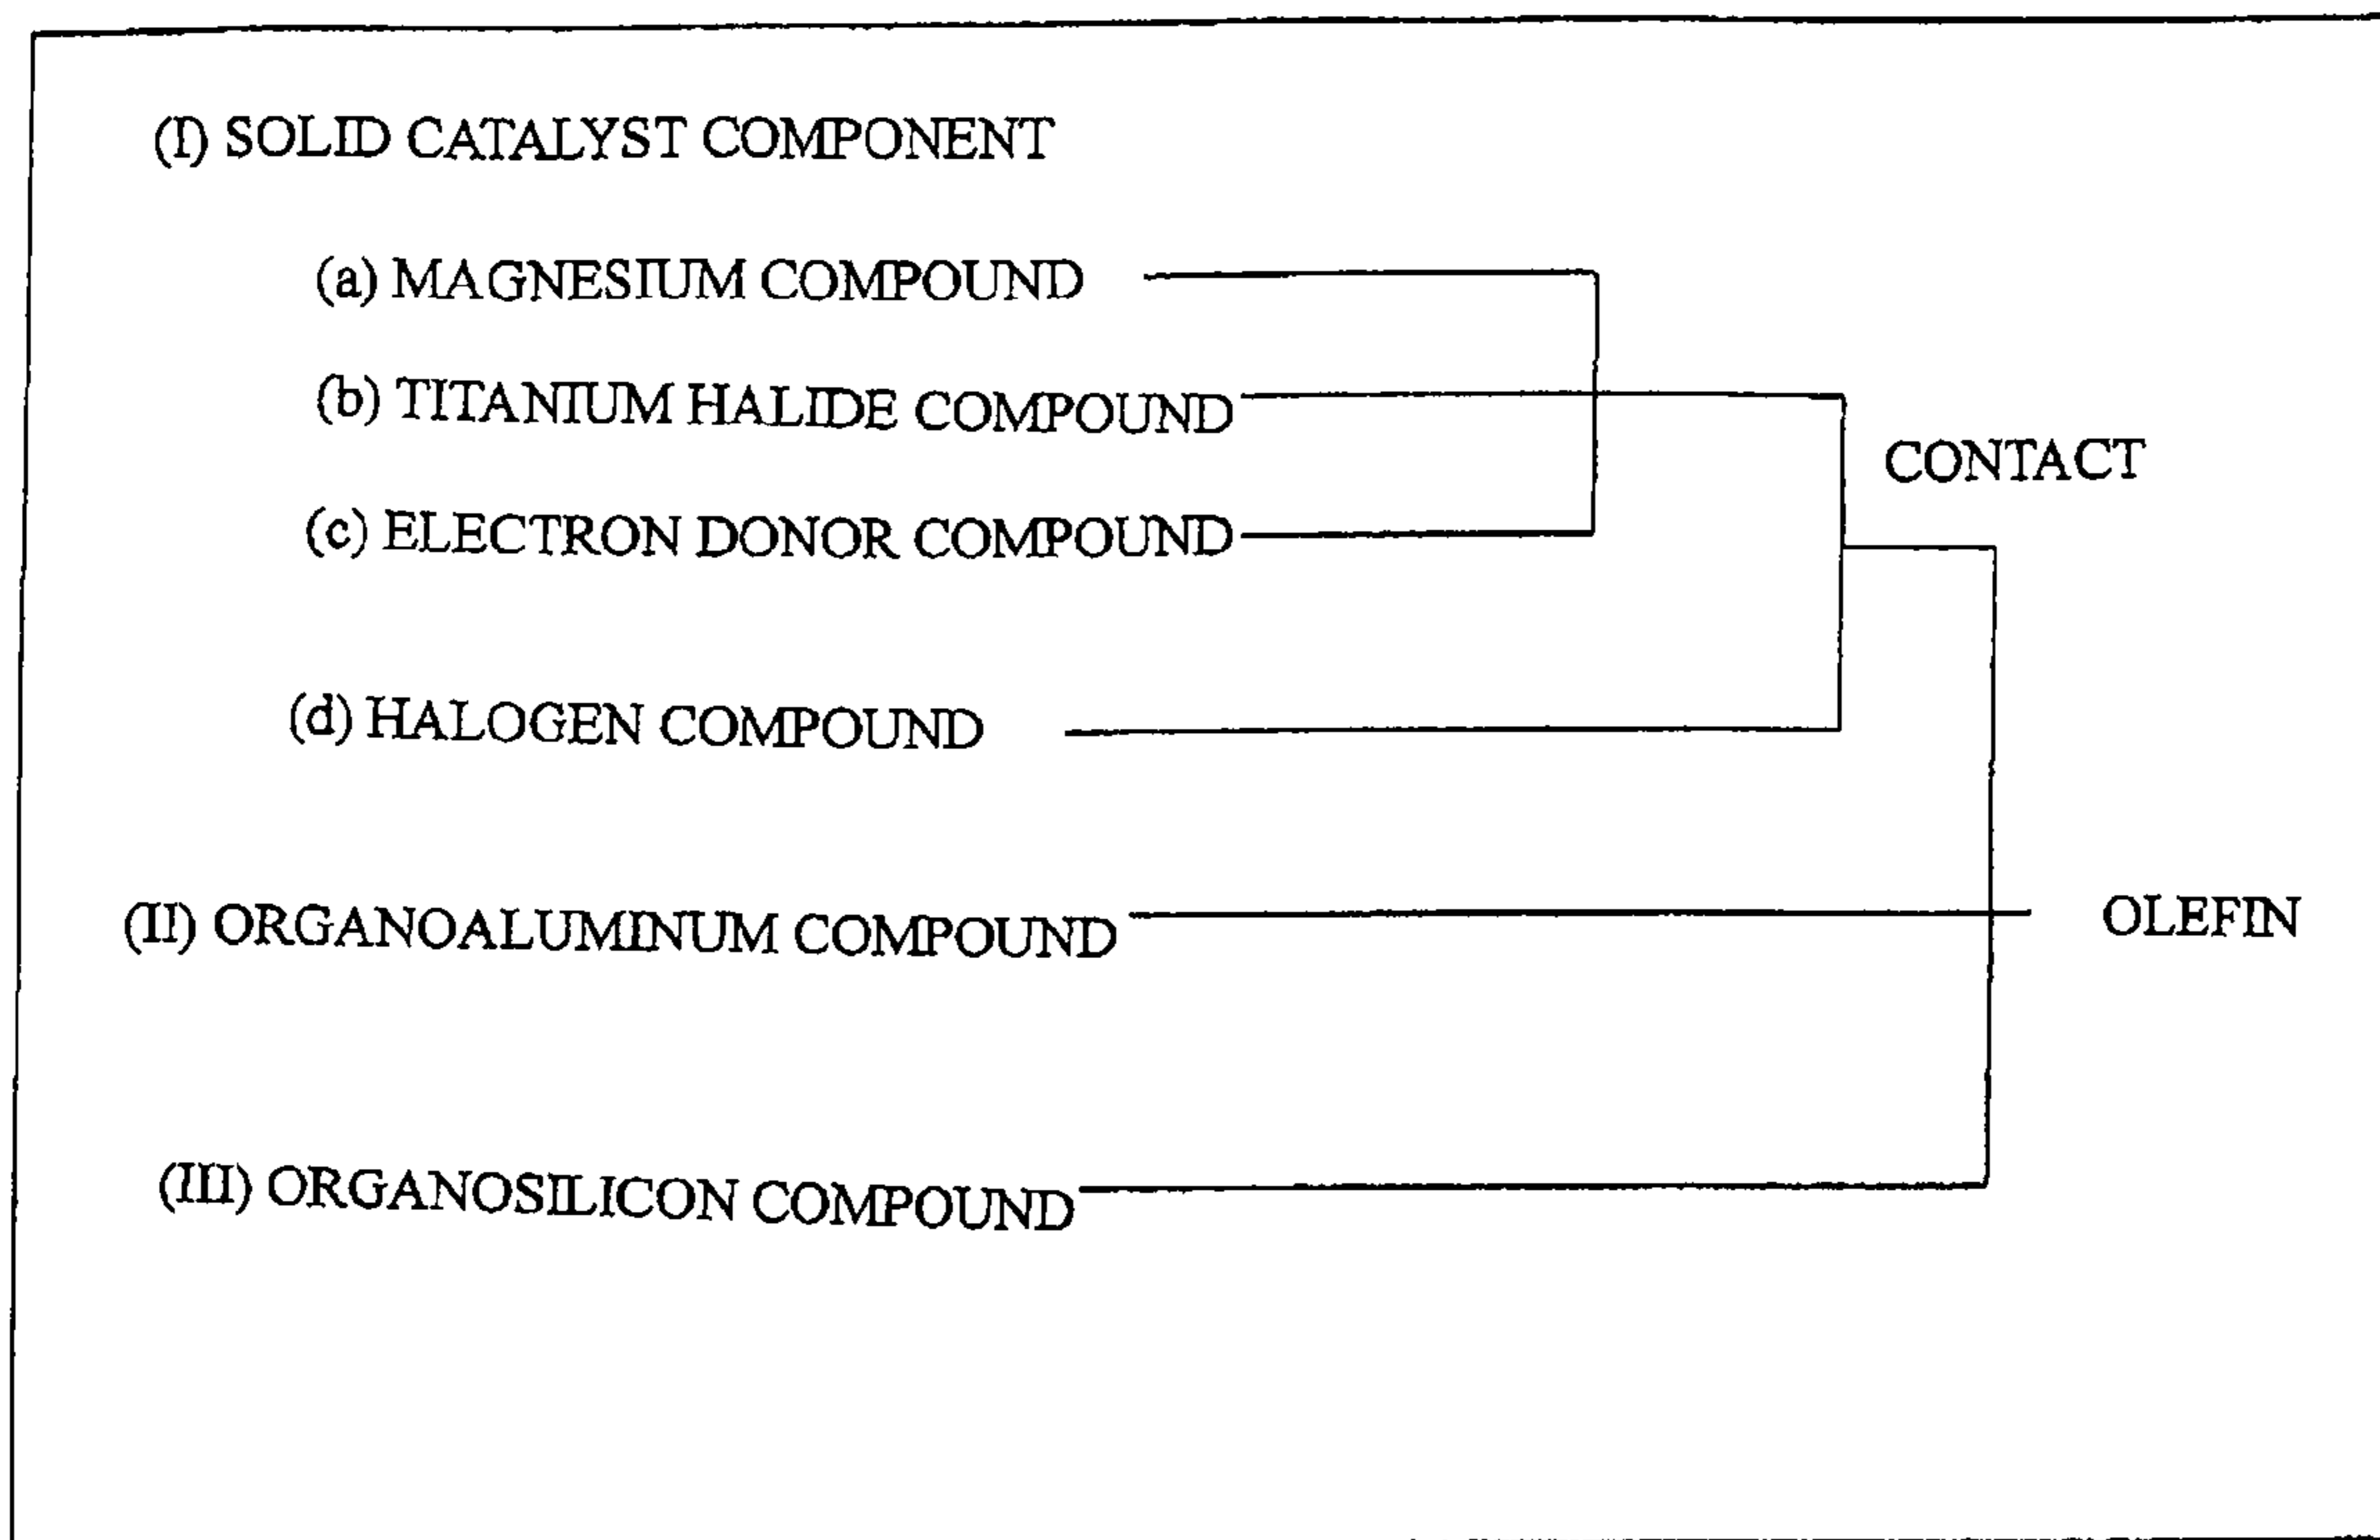 (I) SOLID CATALYST COMPONENT
(a) MAGNESIUM COMPOUND
(b) TITANIUM HALIDE COMPOUND
CONTACT
(c) ELECTRON DONOR COMPOUND
(d) HALOGEN COMPOUND
(II) ORGANOALUMINUM COMPOUND
OLEFIN
(III) ORGANOSILICON COMPOUND